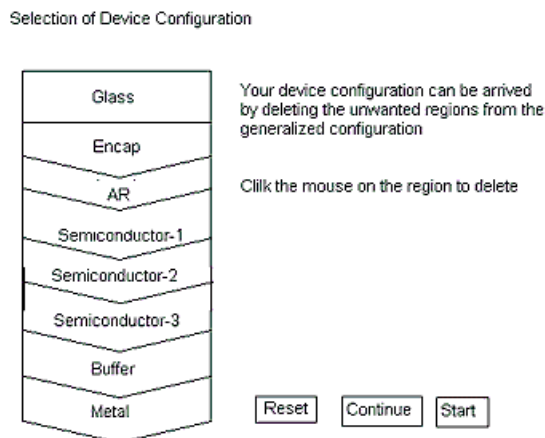 Selection of Device Configuration
Glass
Encap
AR
Semiconductor-1
Semiconductor-2
Semiconductor-3
Buffer
Metal
Your device configuration can be arrived
by deleting the unwanted regions from the
generalized configuration
Clilk the mouse on the region to delete
Reset
Continue
Start